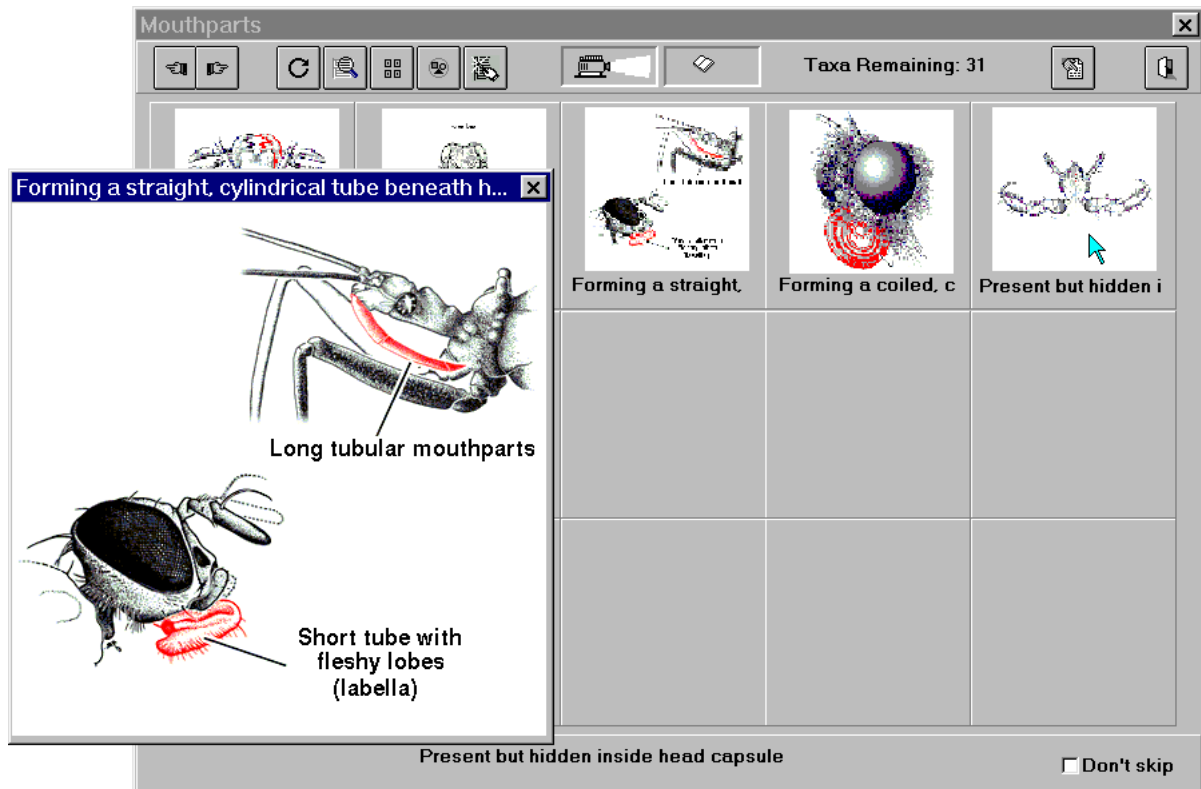 Mouthparts
Taxa Remaining: 31
Forming a straight, cylindrical tube beneath h...
Long tubular mouthparts
Short tube with
fleshy lobes
(labella)
Forming a straight,
Forming a coiled, c
Present but hidden i
Present but hidden inside head capsule
Don't skip